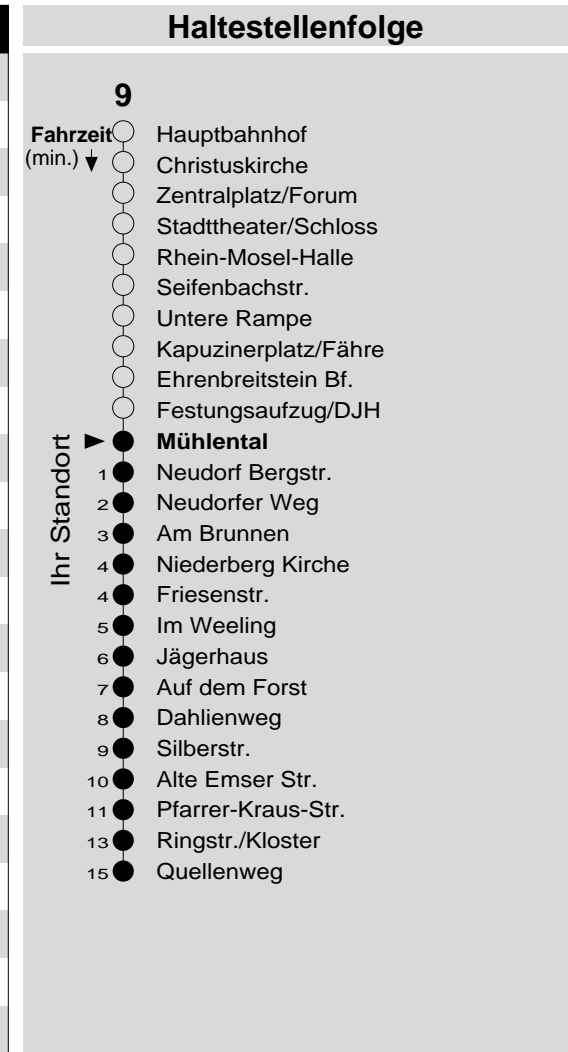 Haltestellenfolge
9
Fahrzeit Hauptbahnhof
(min.) Christuskirche
Zentralplatz/Forum
Stadttheater/Schloss
Rhein-Mosel-Halle
Seifenbachstr.
Untere Rampe
Kapuzinerplatz/Fähre
Ehrenbreitstein Bf.
Festungsaufzug/DJH
Ihr Standort
Mühlental
1 Neudorf Bergstr.
2 Neudorfer Weg
3 Am Brunnen
4 Niederberg Kirche
4 Friesenstr.
5 Im Weeling
6 Jägerhaus
7 Auf dem Forst
8 Dahlienweg
9 Silberstr.
10 Alte Emser Str.
11 Pfarrer-Kraus-Str.
13 Ringstr./Kloster
15 Quellenweg